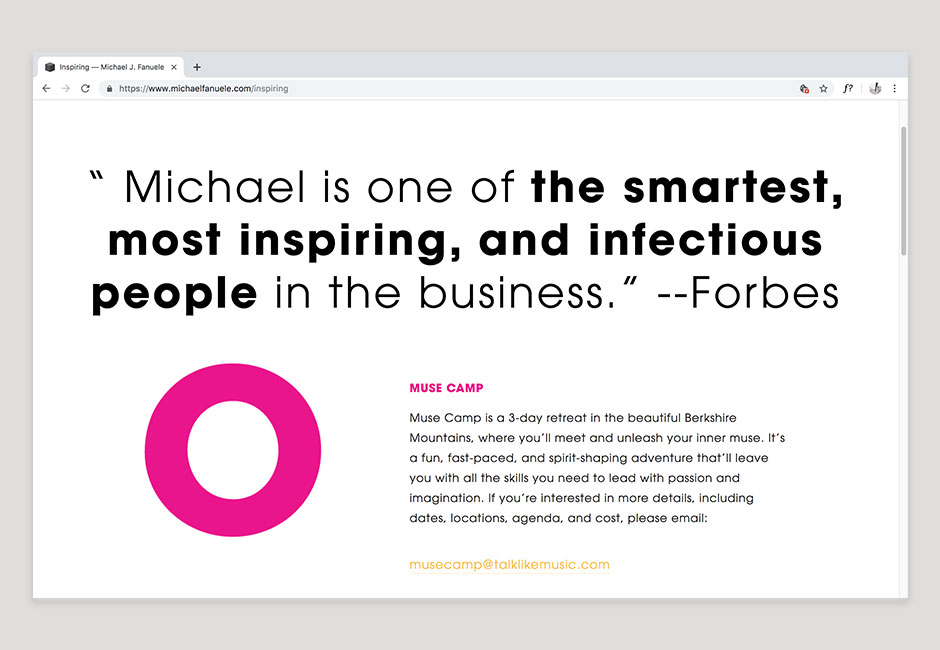 Inspiring — Michael J. Fanuele
https://www.michaelfanuele.com/inspiring
f?
“ Michael is one of the smartest,
most inspiring, and infectious
people in the business.” --Forbes
MUSE CAMP
Muse Camp is a 3-day retreat in the beautiful Berkshire
Mountains, where you’ll meet and unleash your inner muse. It’s
a fun, fast-paced, and spirit-shaping adventure that’ll leave
you with all the skills you need to lead with passion and
imagination. If you’re interested in more details, including
dates, locations, agenda, and cost, please email:
musecamp@talklikemusic.com